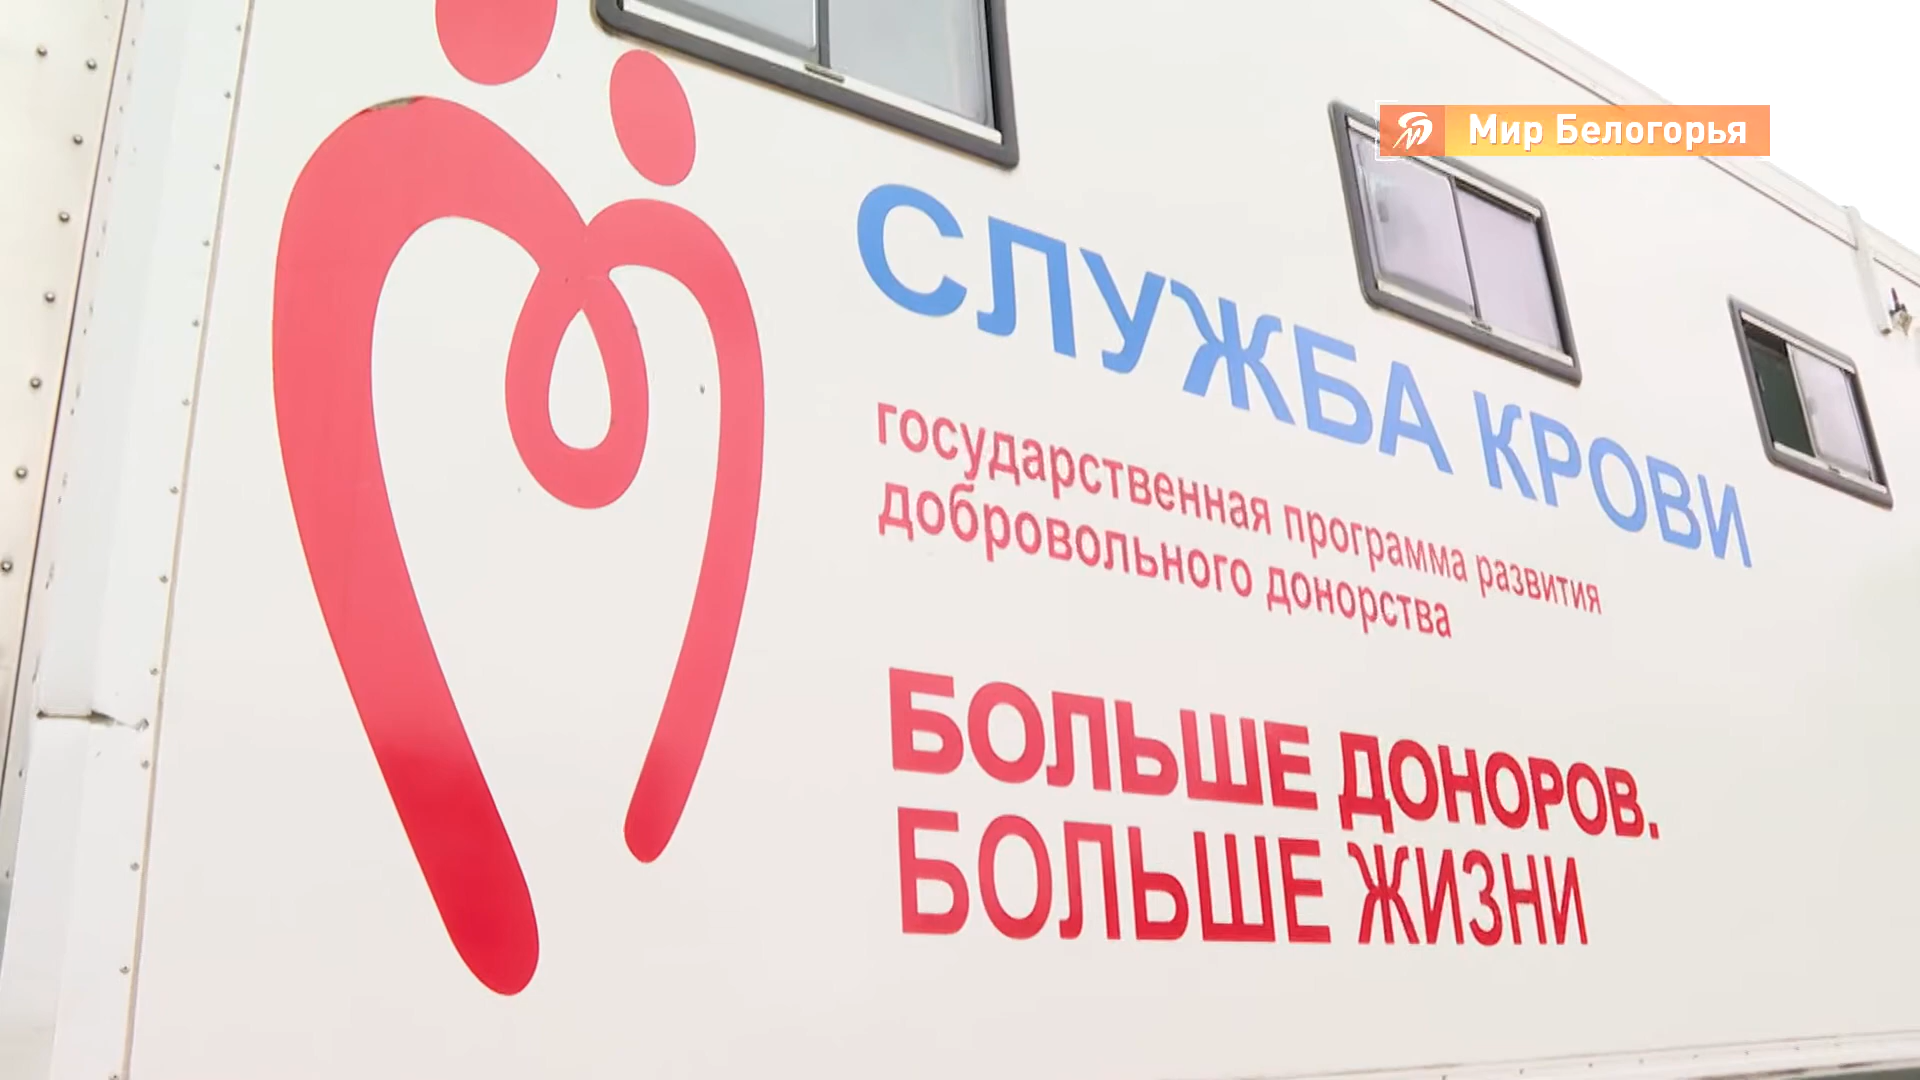 Мир Белогорья
СЛУЖБА КРОВИ
государственная программа развития
добровольного донорства
БОЛЬШЕ ДОНОРОВ.
БОЛЬШЕ ЖИЗНИ